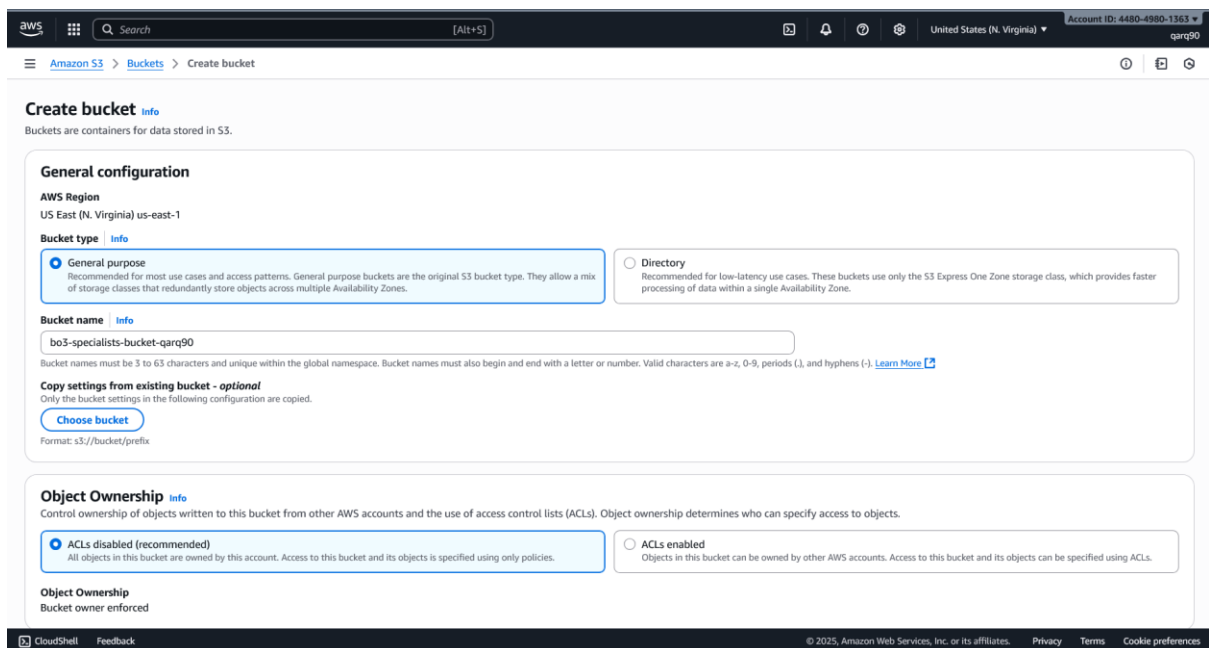 aws
Search [Alt+S]
United States (N. Virginia)
Account ID: 4480-4980-1363
qarq90
Amazon S3 > Buckets > Create bucket
Create bucket Info
Buckets are containers for data stored in S3.
General configuration
AWS Region
US East (N. Virginia) us-east-1
Bucket type Info
General purpose
Recommended for most use cases and access patterns. General purpose buckets are the original S3 bucket type. They allow a mix
of storage classes that redundantly store objects across multiple Availability Zones.
Directory
Recommended for low-latency use cases. These buckets use only the S3 Express One Zone storage class, which provides faster
processing of data within a single Availability Zone.
Bucket name Info
bo3-specialists-bucket-qarq90
Bucket names must be 3 to 63 characters and unique within the global namespace. Bucket names must also begin and end with a letter or number. Valid characters are a-z, 0-9, periods (.), and hyphens (-). Learn More
Copy settings from existing bucket - optional
Only the bucket settings in the following configuration are copied.
Choose bucket
Format: s3://bucket/prefix
Object Ownership Info
Control ownership of objects written to this bucket from other AWS accounts and the use of access control lists (ACLs). Object ownership determines who can specify access to objects.
ACLs disabled (recommended)
All objects in this bucket are owned by this account. Access to this bucket and its objects is specified using only policies.
ACLs enabled
Objects in this bucket can be owned by other AWS accounts. Access to this bucket and its objects can be specified using ACLs.
Object Ownership
Bucket owner enforced
CloudShell Feedback © 2025, Amazon Web Services, Inc. or its affiliates. Privacy Terms Cookie preferences